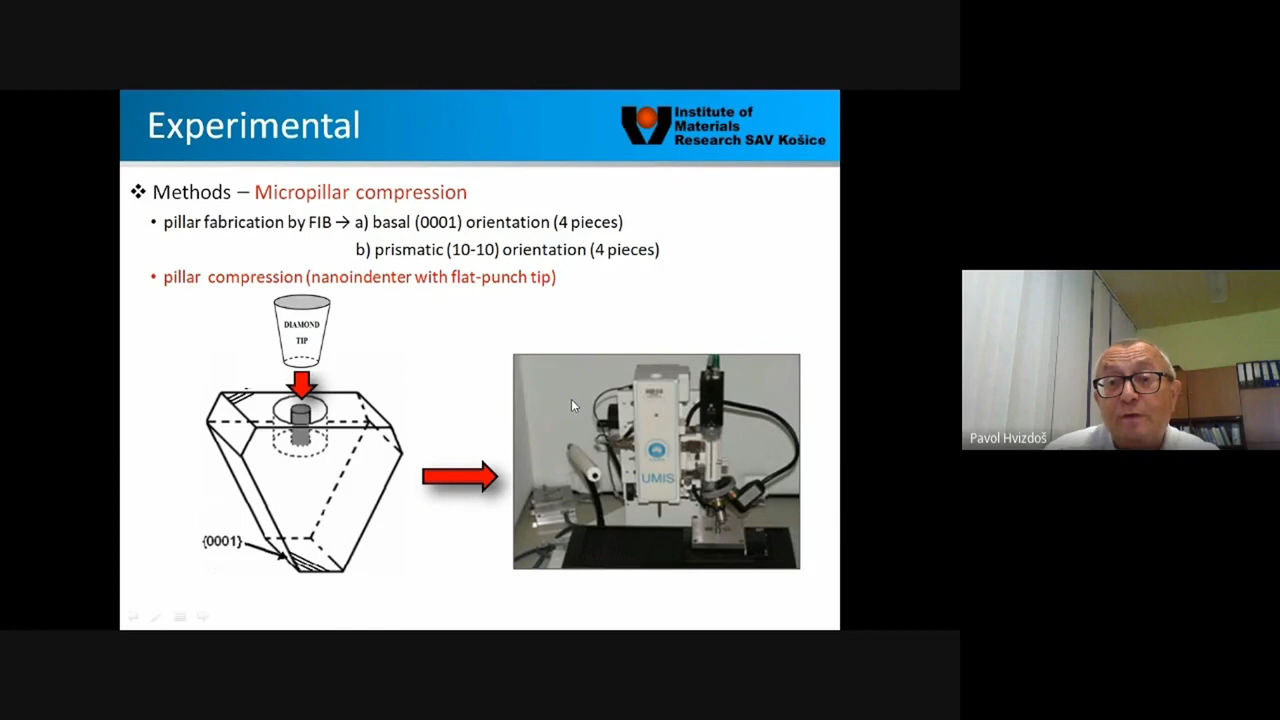 Experimental
Institute of
Materials
Research SAV Košice
❖ Methods – Micropillar compression
• pillar fabrication by FIB → a) basal (0001) orientation (4 pieces)
b) prismatic (10-10) orientation (4 pieces)
• pillar compression (nanoindenter with flat-punch tip)
DIAMOND
TIP
{0001}
UMIS
Pavol Hvizdoš